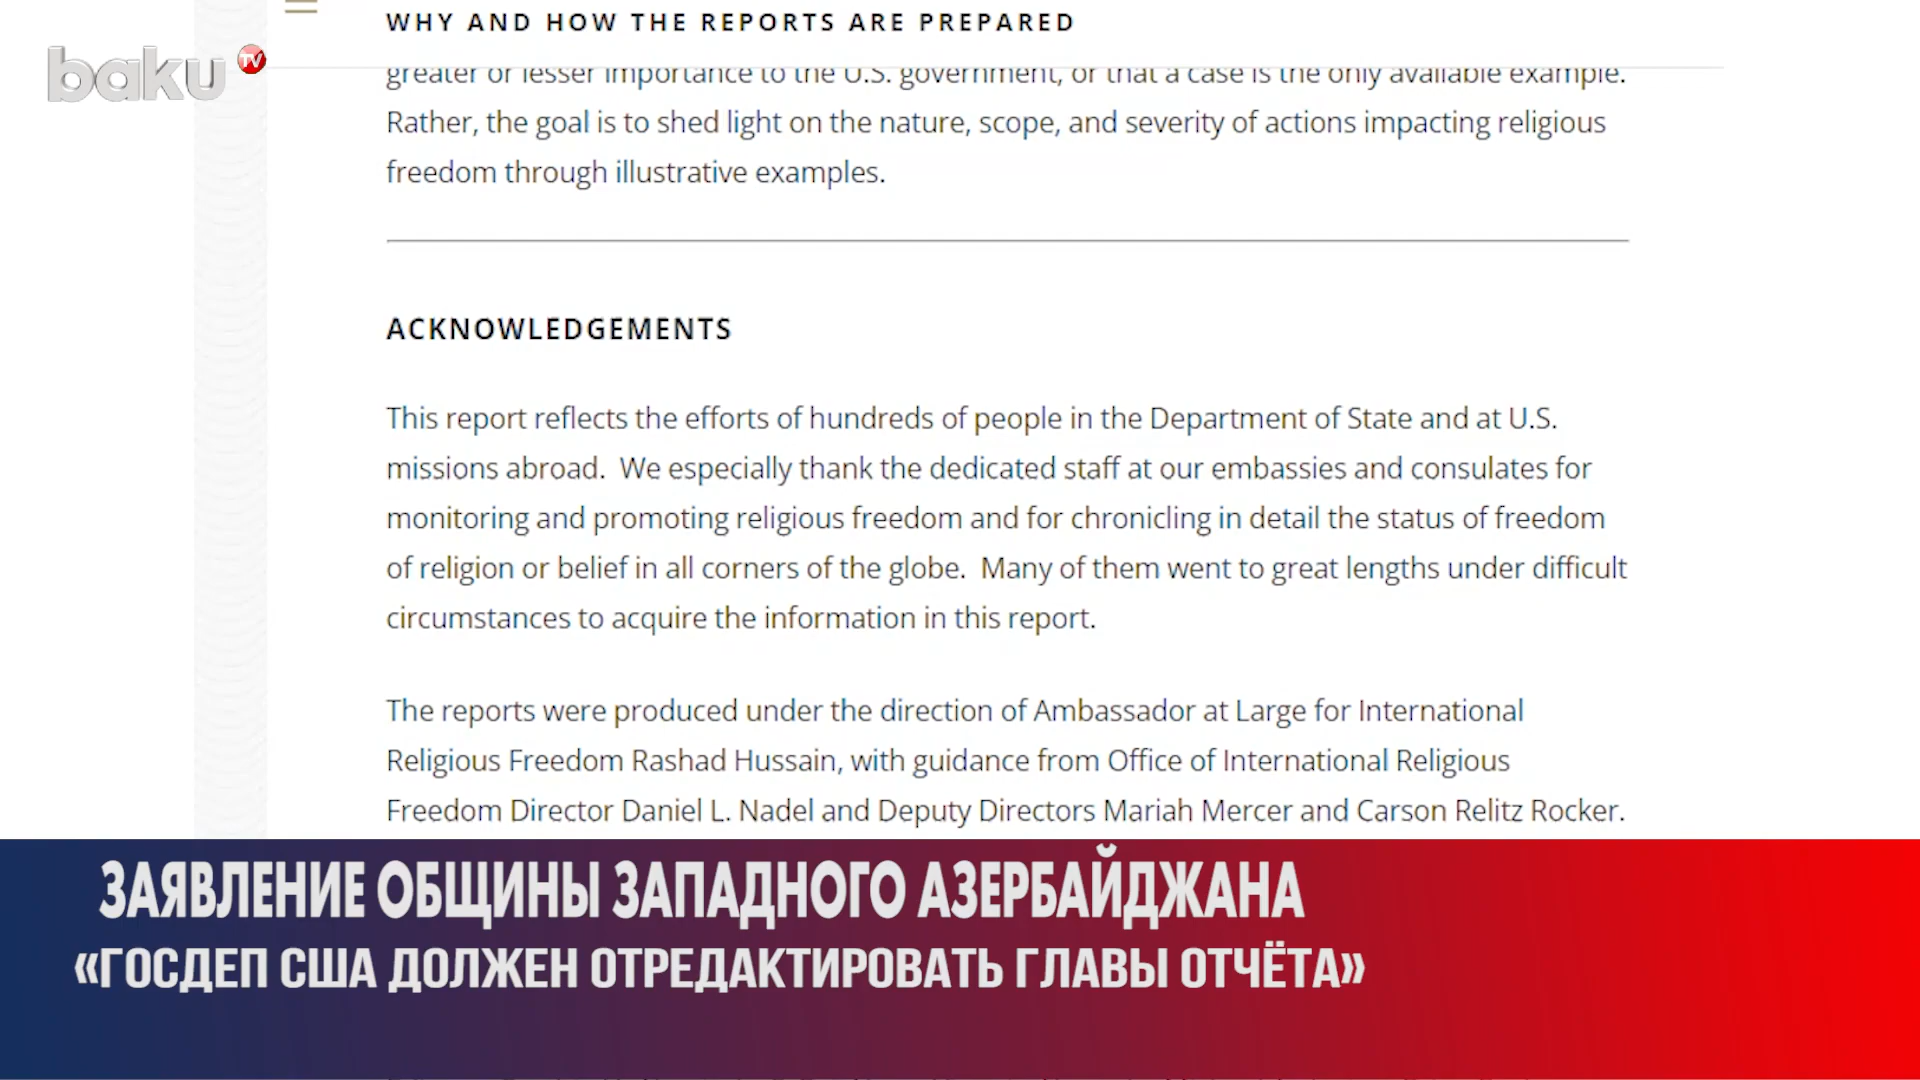 WHY AND HOW THE REPORTS ARE PREPARED
baku TV
greater or lesser importance to the U.S. government, or that a case is the only available example.
Rather, the goal is to shed light on the nature, scope, and severity of actions impacting religious
freedom through illustrative examples.
ACKNOWLEDGEMENTS
This report reflects the efforts of hundreds of people in the Department of State and at U.S.
missions abroad. We especially thank the dedicated staff at our embassies and consulates for
monitoring and promoting religious freedom and for chronicling in detail the status of freedom
of religion or belief in all corners of the globe. Many of them went to great lengths under difficult
circumstances to acquire the information in this report.
The reports were produced under the direction of Ambassador at Large for International
Religious Freedom Rashad Hussain, with guidance from Office of International Religious
Freedom Director Daniel L. Nadel and Deputy Directors Mariah Mercer and Carson Relitz Rocker.
ЗАЯВЛЕНИЕ ОБЩИНЫ ЗАПАДНОГО АЗЕРБАЙДЖАНА
«ГОСДЕП США ДОЛЖЕН ОТРЕДАКТИРОВАТЬ ГЛАВЫ ОТЧЁТА»